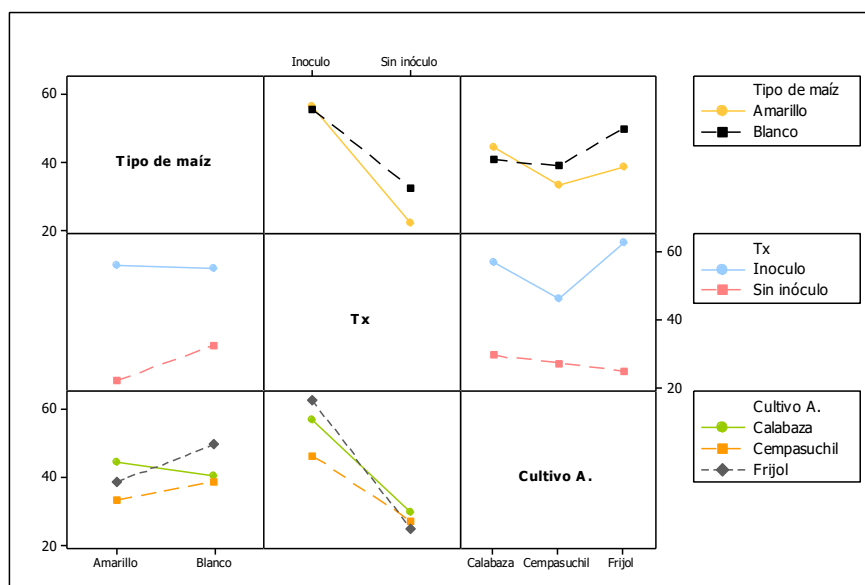 Inoculo Sin inóculo
60
40
20
Tipo de maíz
Tipo de maíz
Amarillo
Blanco
Tx
60
40
20
Tx
Inoculo
Sin inóculo
60
40
20
Cultivo A.
Cultivo A.
Calabaza
Cempasuchil
Frijol
Amarillo Blanco Calabaza Cempasuchil Frijol